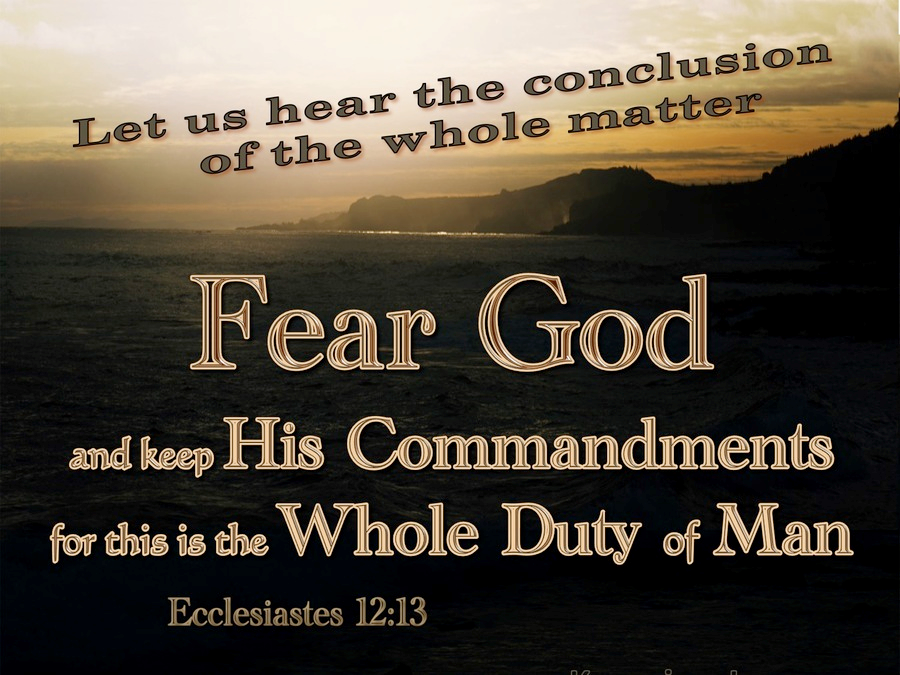 Let us hear the conclusion
of the whole matter
Fear God
and keep His Commandments
for this is the Whole Duty of Man
Ecclesiastes 12:13